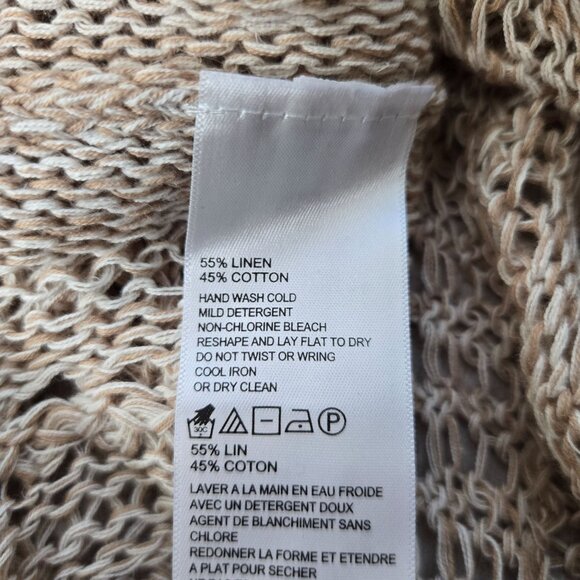 55% LINEN
45% COTTON
HAND WASH COLD
MILD DETERGENT
NON-CHLORINE BLEACH
RESHAPE AND LAY FLAT TO DRY
DO NOT TWIST OR WRING
COOL IRON
OR DRY CLEAN
30C P
55% LIN
45% COTON
LAVER A LA MAIN EN EAU FROIDE
AVEC UN DETERGENT DOUX
AGENT DE BLANCHIMENT SANS
CHLORE
REDONNER LA FORME ET ETENDRE
A PLAT POUR SECHER